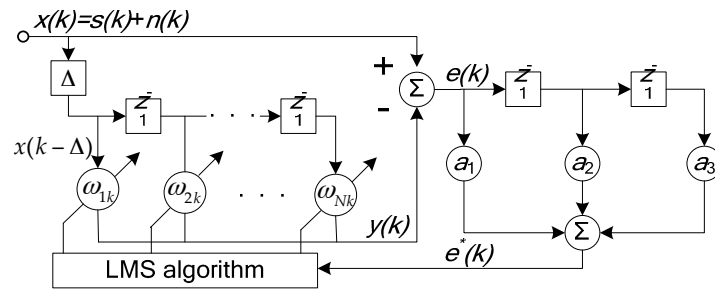 x(k)=s(k)+n(k)
Δ
+
-
Σ
e(k)
z-
1
z-
1
z-
1
. . .
z-
1
x(k − Δ)
a1
a2
a3
ω1k
ω2k
. . .
ωNk
y(k)
Σ
LMS algorithm
e*(k)